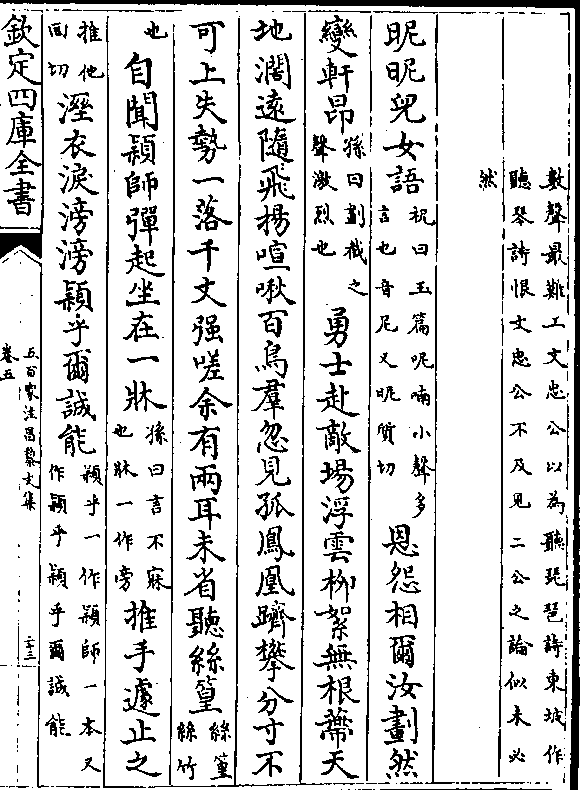 數聲最難工文忠公以為聽琵琶詩東坡作
聽琴詩恨文忠公不及見二公之論似未必
然
昵昵兒女語祝曰玉篇呢喃小聲多
言也音尼又昵質切恩怨相爾汝劃然
變軒昂孫曰劃截之
聲激烈也勇士赴敵場浮雲柳絮無根蔕天
地濶遠隨飛揚喧啾百鳥羣忽見孤鳳凰躋攀分寸不
可上失勢一落千丈强嗟余有兩耳未省聽絲篁絲篁
絲竹
也自聞頴師彈起坐在一牀孫曰言不寐
也牀一作旁推手遽止之
推他
回切溼衣淚滂滂頴乎爾誠能頴乎一作頴師一本又
作頴乎頴乎爾誠能
欽定四庫全書
五百家注昌黎文集
卷五
二十三